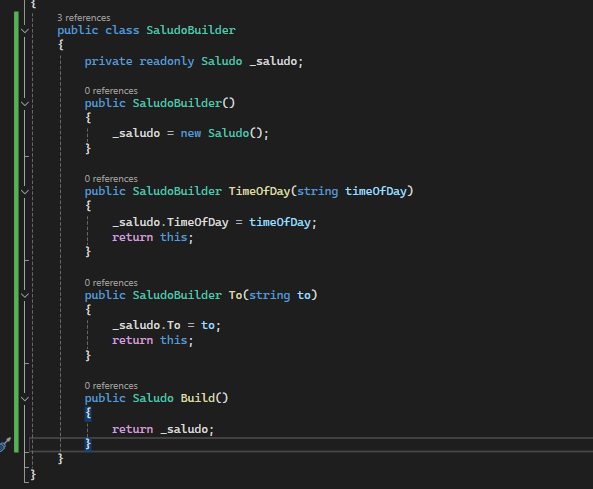 {
3 references
public class SaludoBuilder
{
private readonly Saludo _saludo;
0 references
public SaludoBuilder()
{
_saludo = new Saludo();
}
0 references
public SaludoBuilder TimeOfDay(string timeOfDay)
{
_saludo.TimeOfDay = timeOfDay;
return this;
}
0 references
public SaludoBuilder To(string to)
{
_saludo.To = to;
return this;
}
0 references
public Saludo Build()
{
return _saludo;
}
}
}